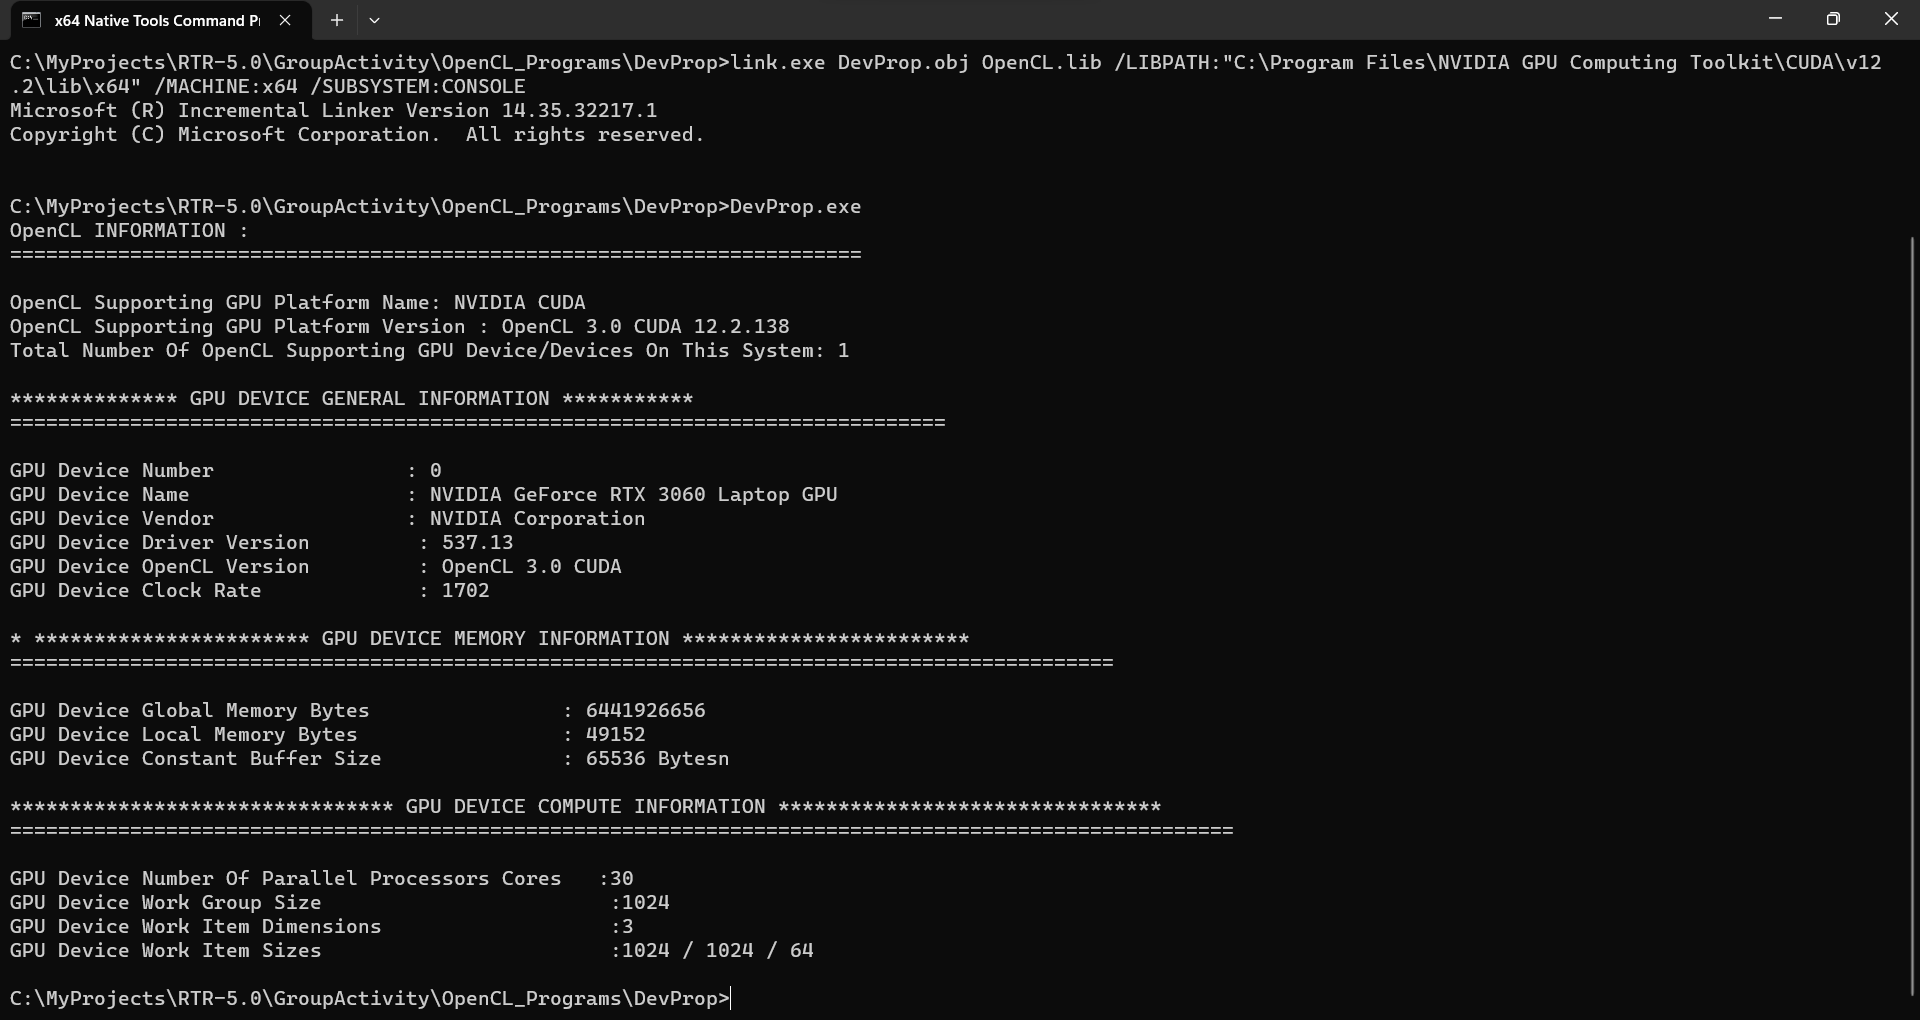 x64 Native Tools Command P
C:\MyProjects\RTR-5.0\GroupActivity\OpenCL_Programs\DevProp>link.exe DevProp.obj OpenCL.lib /LIBPATH:"C:\Program Files\NVIDIA GPU Computing Toolkit\CUDA\v12
.2\lib\x64" /MACHINE:x64 /SUBSYSTEM:CONSOLE
Microsoft (R) Incremental Linker Version 14.35.32217.1
Copyright (C) Microsoft Corporation.  All rights reserved.
C:\MyProjects\RTR-5.0\GroupActivity\OpenCL_Programs\DevProp>DevProp.exe
OpenCL INFORMATION :
=======================================================================
OpenCL Supporting GPU Platform Name: NVIDIA CUDA
OpenCL Supporting GPU Platform Version : OpenCL 3.0 CUDA 12.2.138
Total Number Of OpenCL Supporting GPU Device/Devices On This System: 1
************** GPU DEVICE GENERAL INFORMATION ***********
==============================================================================
GPU Device Number                : 0
GPU Device Name                  : NVIDIA GeForce RTX 3060 Laptop GPU
GPU Device Vendor                : NVIDIA Corporation
GPU Device Driver Version         : 537.13
GPU Device OpenCL Version         : OpenCL 3.0 CUDA
GPU Device Clock Rate             : 1702
* *********************** GPU DEVICE MEMORY INFORMATION ************************
============================================================================================
GPU Device Global Memory Bytes                : 6441926656
GPU Device Local Memory Bytes                 : 49152
GPU Device Constant Buffer Size               : 65536 Bytesn
******************************** GPU DEVICE COMPUTE INFORMATION ********************************
======================================================================================================
GPU Device Number Of Parallel Processors Cores   :30
GPU Device Work Group Size                        :1024
GPU Device Work Item Dimensions                   :3
GPU Device Work Item Sizes                        :1024 / 1024 / 64
C:\MyProjects\RTR-5.0\GroupActivity\OpenCL_Programs\DevProp>